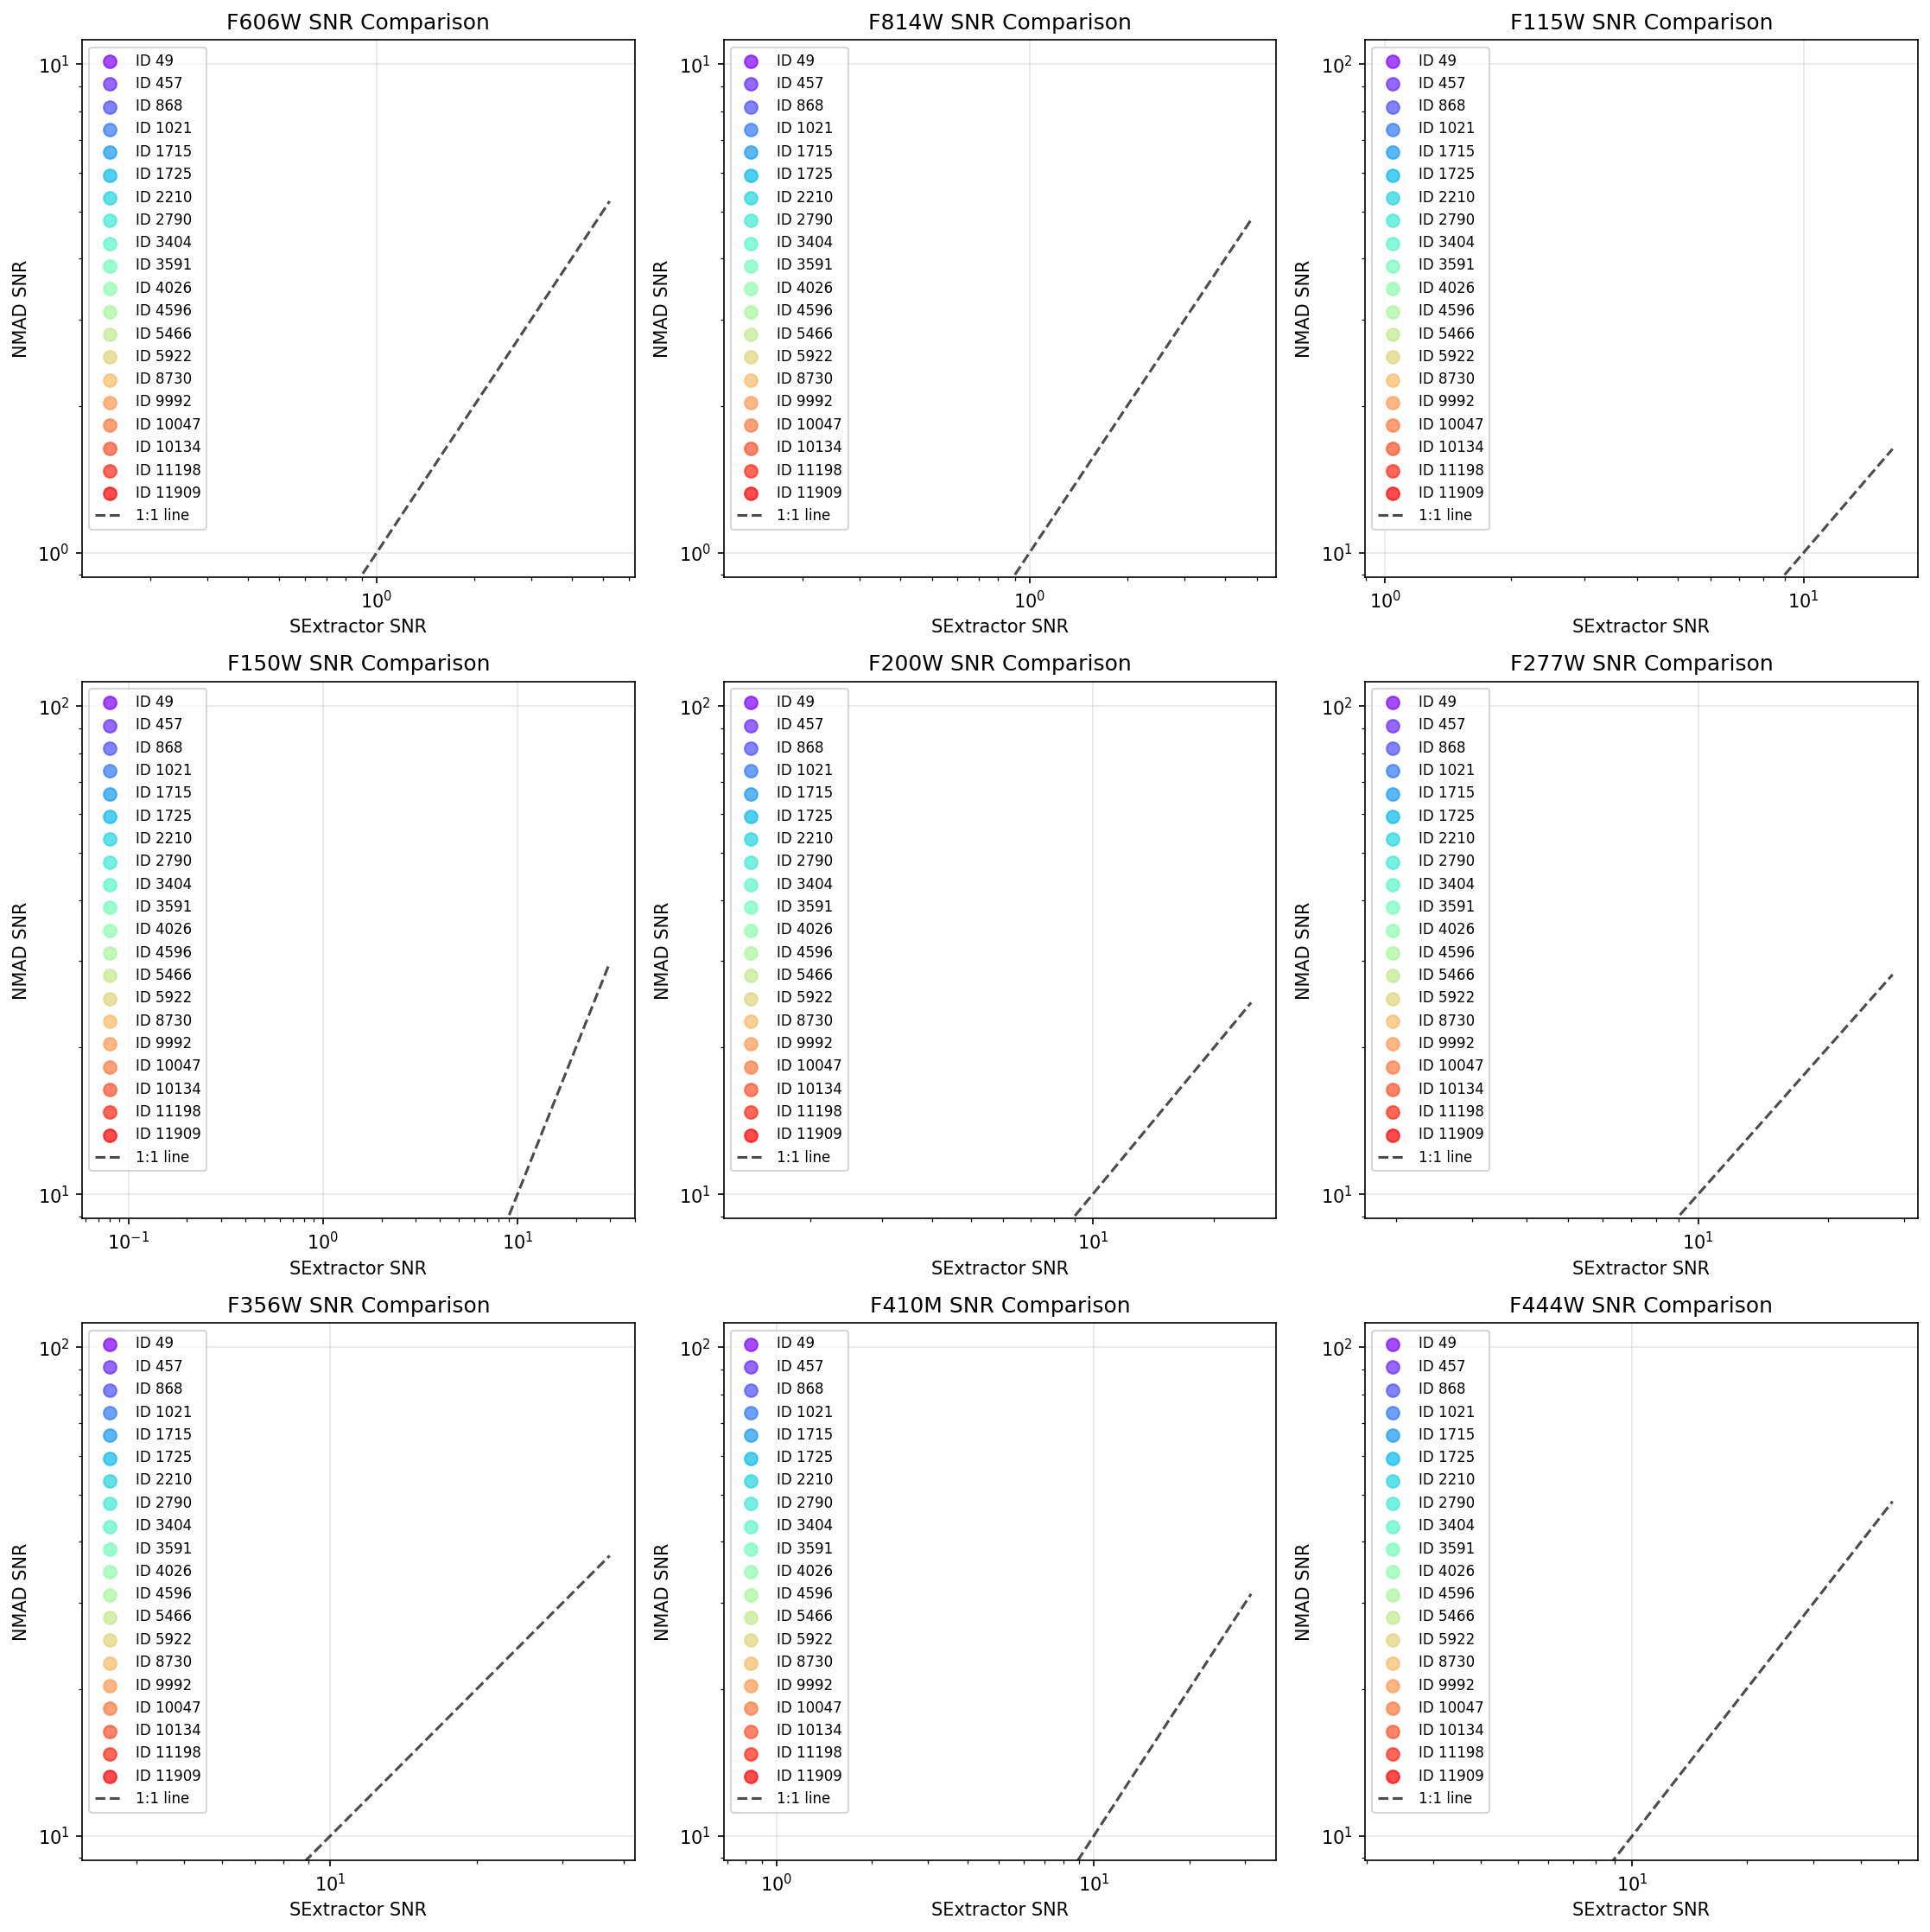 F606W SNR Comparison
10¹
10⁰
NMAD SNR
ID 49
ID 457
ID 868
ID 1021
ID 1715
ID 1725
ID 2210
ID 2790
ID 3404
ID 3591
ID 4026
ID 4596
ID 5466
ID 5922
ID 8730
ID 9992
ID 10047
ID 10134
ID 11198
ID 11909
1:1 line
10⁰
SExtractor SNR
F814W SNR Comparison
10¹
10⁰
NMAD SNR
ID 49
ID 457
ID 868
ID 1021
ID 1715
ID 1725
ID 2210
ID 2790
ID 3404
ID 3591
ID 4026
ID 4596
ID 5466
ID 5922
ID 8730
ID 9992
ID 10047
ID 10134
ID 11198
ID 11909
1:1 line
10⁰
SExtractor SNR
F115W SNR Comparison
10²
10¹
NMAD SNR
ID 49
ID 457
ID 868
ID 1021
ID 1715
ID 1725
ID 2210
ID 2790
ID 3404
ID 3591
ID 4026
ID 4596
ID 5466
ID 5922
ID 8730
ID 9992
ID 10047
ID 10134
ID 11198
ID 11909
1:1 line
10⁰ 10¹
SExtractor SNR
F150W SNR Comparison
10²
10¹
NMAD SNR
ID 49
ID 457
ID 868
ID 1021
ID 1715
ID 1725
ID 2210
ID 2790
ID 3404
ID 3591
ID 4026
ID 4596
ID 5466
ID 5922
ID 8730
ID 9992
ID 10047
ID 10134
ID 11198
ID 11909
1:1 line
10⁻¹ 10⁰ 10¹
SExtractor SNR
F200W SNR Comparison
10²
10¹
NMAD SNR
ID 49
ID 457
ID 868
ID 1021
ID 1715
ID 1725
ID 2210
ID 2790
ID 3404
ID 3591
ID 4026
ID 4596
ID 5466
ID 5922
ID 8730
ID 9992
ID 10047
ID 10134
ID 11198
ID 11909
1:1 line
10¹
SExtractor SNR
F277W SNR Comparison
10²
10¹
NMAD SNR
ID 49
ID 457
ID 868
ID 1021
ID 1715
ID 1725
ID 2210
ID 2790
ID 3404
ID 3591
ID 4026
ID 4596
ID 5466
ID 5922
ID 8730
ID 9992
ID 10047
ID 10134
ID 11198
ID 11909
1:1 line
10¹
SExtractor SNR
F356W SNR Comparison
10²
10¹
NMAD SNR
ID 49
ID 457
ID 868
ID 1021
ID 1715
ID 1725
ID 2210
ID 2790
ID 3404
ID 3591
ID 4026
ID 4596
ID 5466
ID 5922
ID 8730
ID 9992
ID 10047
ID 10134
ID 11198
ID 11909
1:1 line
10¹
SExtractor SNR
F410M SNR Comparison
10²
10¹
NMAD SNR
ID 49
ID 457
ID 868
ID 1021
ID 1715
ID 1725
ID 2210
ID 2790
ID 3404
ID 3591
ID 4026
ID 4596
ID 5466
ID 5922
ID 8730
ID 9992
ID 10047
ID 10134
ID 11198
ID 11909
1:1 line
10⁰ 10¹
SExtractor SNR
F444W SNR Comparison
10²
10¹
NMAD SNR
ID 49
ID 457
ID 868
ID 1021
ID 1715
ID 1725
ID 2210
ID 2790
ID 3404
ID 3591
ID 4026
ID 4596
ID 5466
ID 5922
ID 8730
ID 9992
ID 10047
ID 10134
ID 11198
ID 11909
1:1 line
10¹
SExtractor SNR